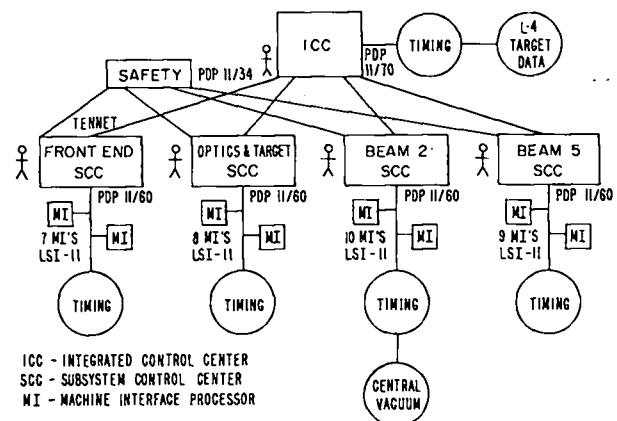 ICC
PDP
11/70
TIMING
L-4
TARGET
DATA
SAFETY
PDP 11/34
TENNET
FRONT END
SCC
PDP 11/60
OPTICS & TARGET
SCC
PDP 11/60
BEAM 2
SCC
PDP 11/60
BEAM 5
SCC
PDP 11/60
MI
7 MI'S
LSI-11
MI
MI
8 MI'S
LSI-11
MI
MI
10 MI'S
LSI-11
MI
MI
9 MI'S
LSI-11
MI
TIMING
TIMING
TIMING
TIMING
CENTRAL
VACUUM
ICC - INTEGRATED CONTROL CENTER
SCC - SUBSYSTEM CONTROL CENTER
MI - MACHINE INTERFACE PROCESSOR